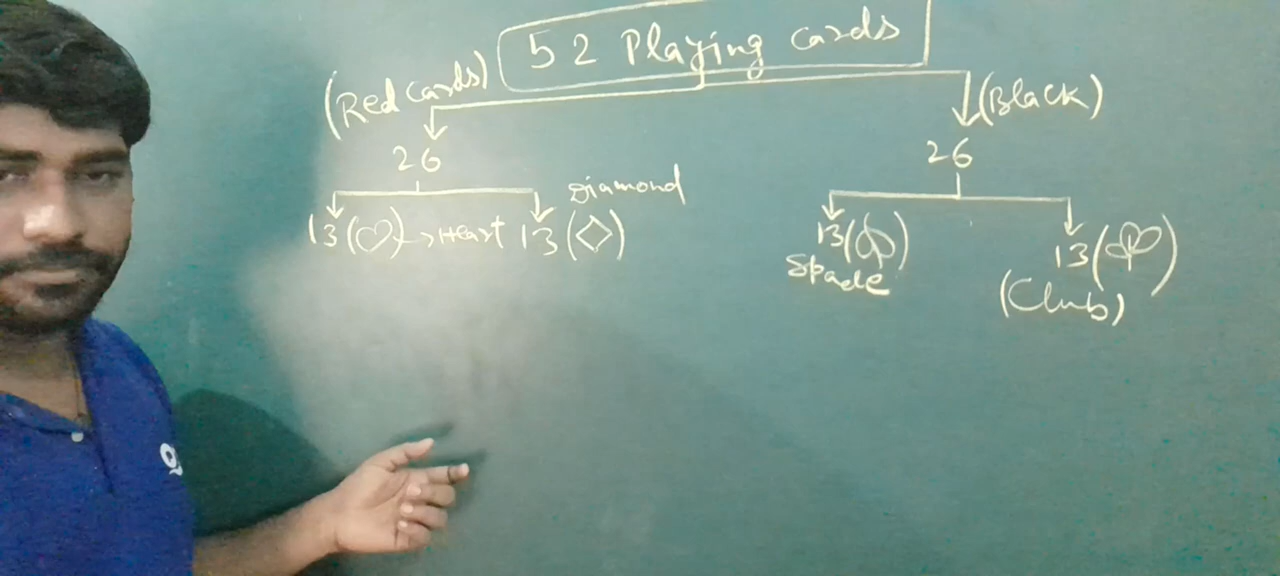 52 Playing cards
(Red cards)
(Black)
26
26
Diamond
13 (♡) → Heart 13 (◇)
13 (♤)
Spade
13 (♧)
(Club)